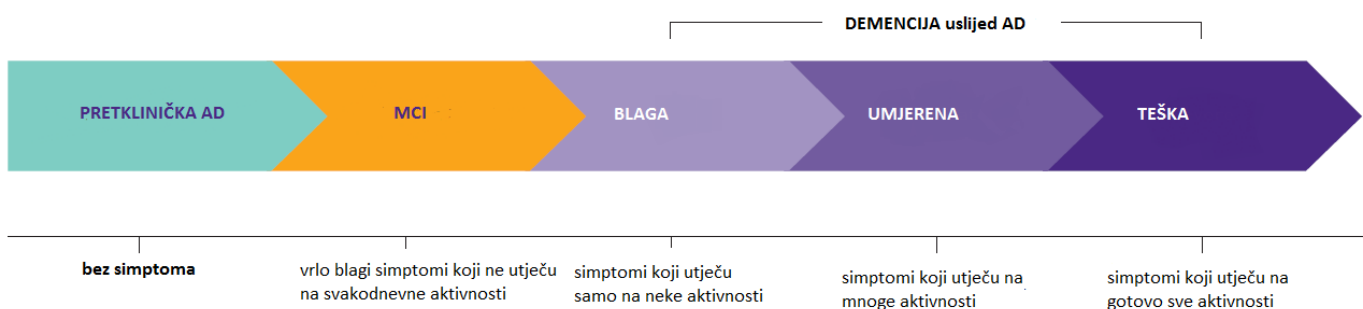 DEMENCIJA uslijed AD
PRETKLINIČKA AD
MCI
BLAGA
UMJERENA
TEŠKA
bez simptoma
vrlo blagi simptomi koji ne utječu
na svakodnevne aktivnosti
simptomi koji utječu
samo na neke aktivnosti
simptomi koji utječu na
mnoge aktivnosti
simptomi koji utječu na
gotovo sve aktivnosti